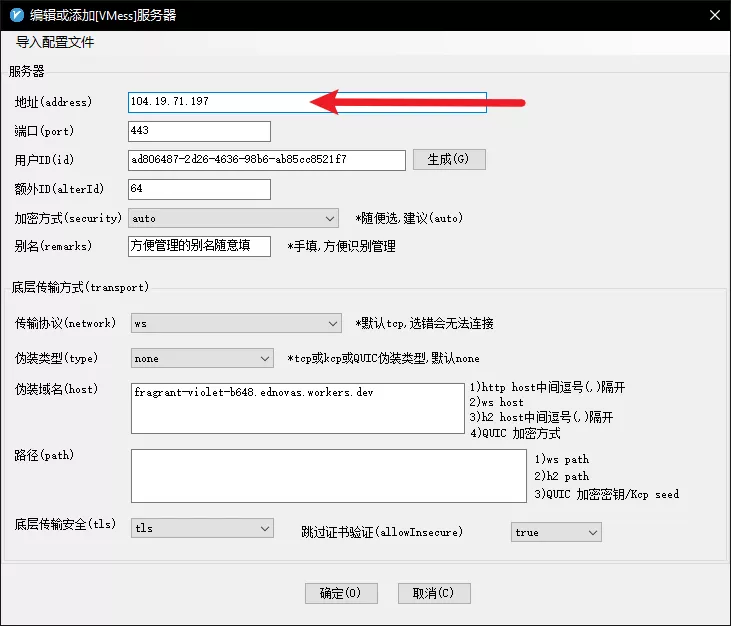 编辑或添加[VMess]服务器
导入配置文件
服务器
地址(address) 104.19.71.197
端口(port) 443
用户ID(id) ad806487-2d26-4636-98b6-ab85cc8521f7 生成(G)
额外ID(alterId) 64
加密方式(security) auto *随便选,建议(auto)
别名(remarks) 方便管理的别名随意填 *手填,方便识别管理
底层传输方式(transport)
传输协议(network) ws *默认tcp,选错会无法连接
伪装类型(type) none *tcp或kcp或QUIC伪装类型,默认none
伪装域名(host) fragrant-violet-b648.ednovas.workers.dev 1)http host中间逗号(,)隔开
2)ws host
3)h2 host中间逗号(,)隔开
4)QUIC 加密方式
路径(path) 1)ws path
2)h2 path
3)QUIC 加密密钥/Kcp seed
底层传输安全(tls) tls 跳过证书验证(allowInsecure) true
确定(O) 取消(C)